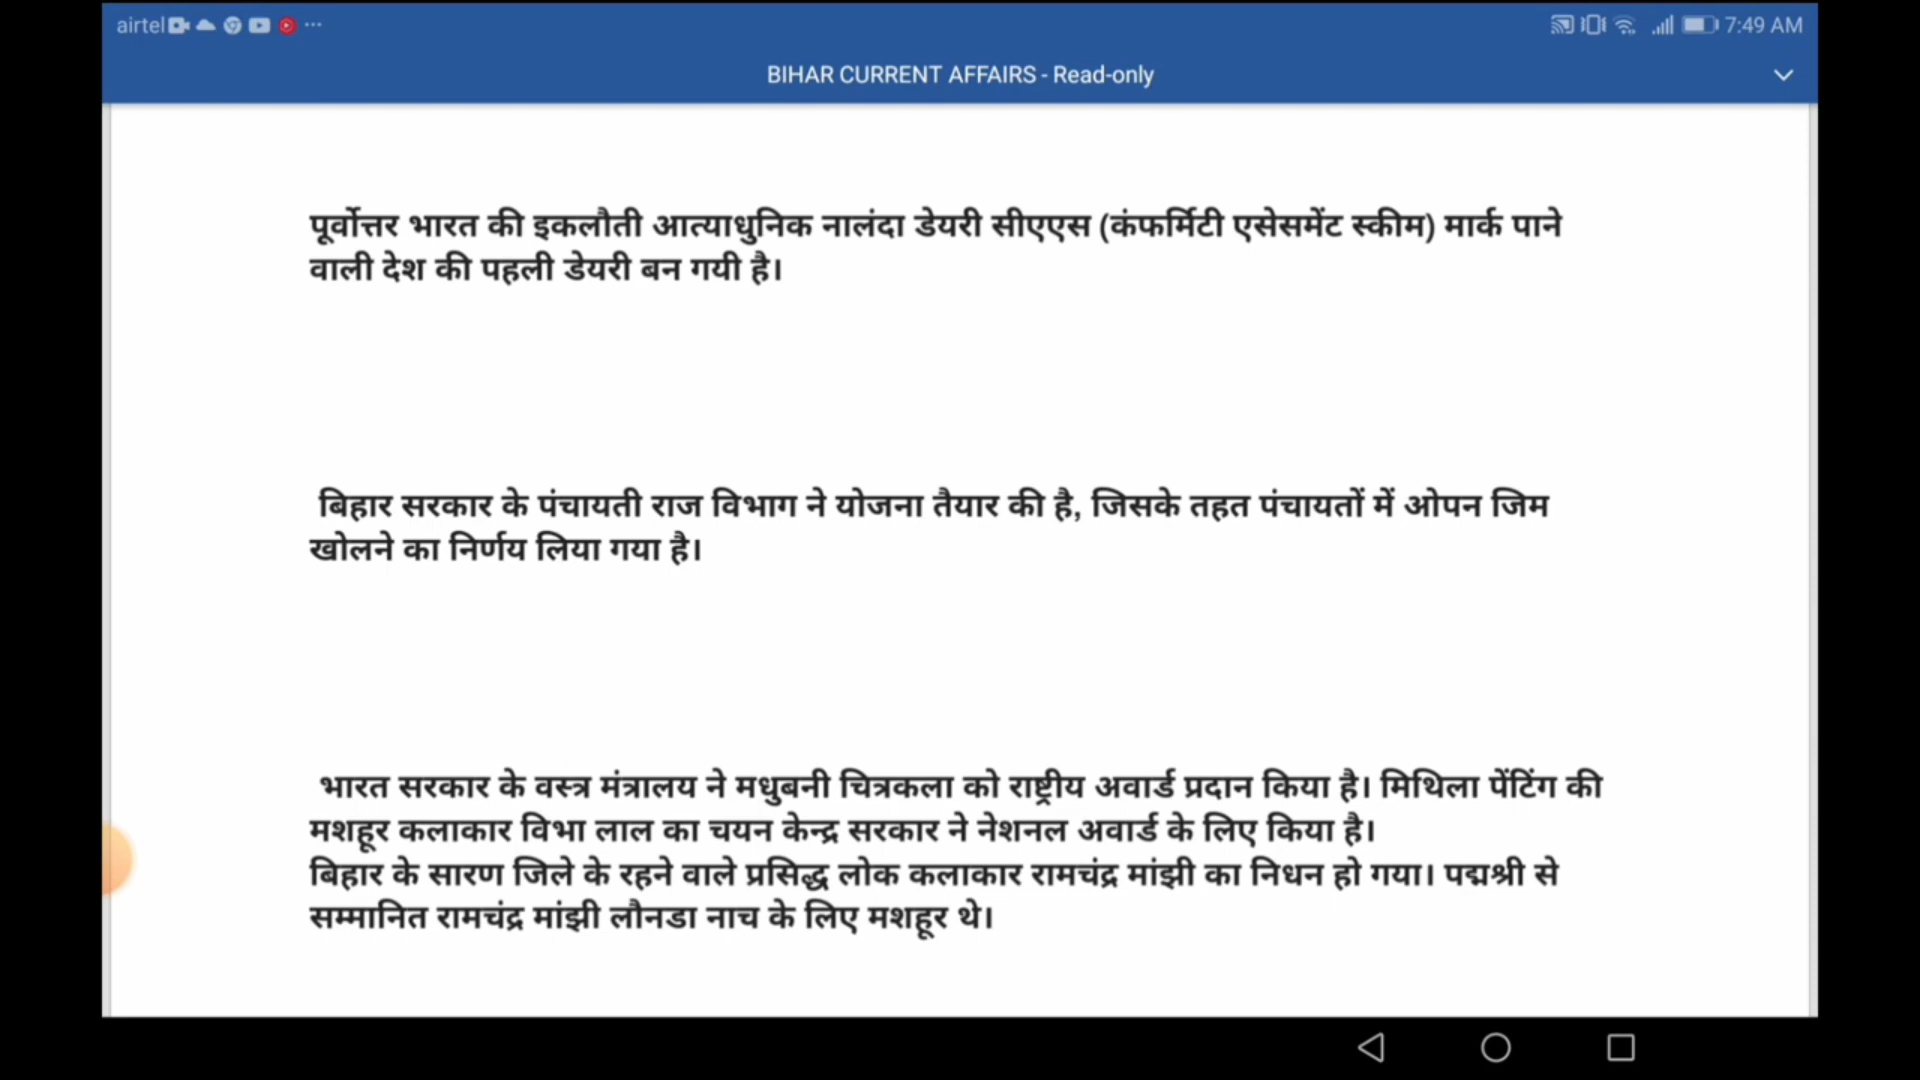 airtel
7:49 AM
BIHAR CURRENT AFFAIRS - Read-only
पूर्वोत्तर भारत की इकलौती आत्याधुनिक नालंदा डेयरी सीएएस (कंफर्मिटी एसेसमेंट स्कीम) मार्क पाने
वाली देश की पहली डेयरी बन गयी है।
बिहार सरकार के पंचायती राज विभाग ने योजना तैयार की है, जिसके तहत पंचायतों में ओपन जिम
खोलने का निर्णय लिया गया है।
भारत सरकार के वस्त्र मंत्रालय ने मधुबनी चित्रकला को राष्ट्रीय अवार्ड प्रदान किया है। मिथिला पेंटिंग की
मशहूर कलाकार विभा लाल का चयन केन्द्र सरकार ने नेशनल अवार्ड के लिए किया है।
बिहार के सारण जिले के रहने वाले प्रसिद्ध लोक कलाकार रामचंद्र मांझी का निधन हो गया। पद्मश्री से
सम्मानित रामचंद्र मांझी लौनडा नाच के लिए मशहूर थे।